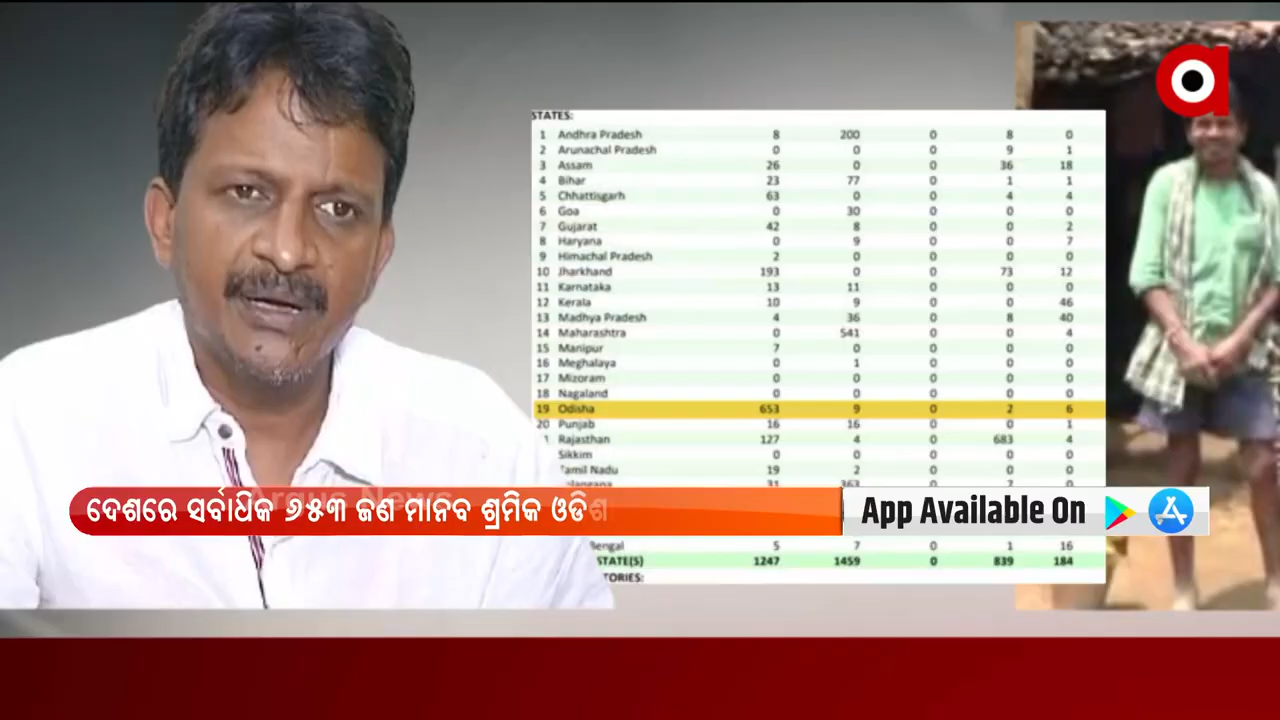 STATES:
1 Andhra Pradesh 8 200 0 8 0
2 Arunachal Pradesh 0 0 0 9 1
3 Assam 26 0 0 36 18
4 Bihar 23 77 0 1 1
5 Chhattisgarh 63 0 0 4 4
6 Goa 0 30 0 0 0
7 Gujarat 42 8 0 0 2
8 Haryana 0 9 0 0 7
9 Himachal Pradesh 2 0 0 0 0
10 Jharkhand 193 0 0 73 12
11 Karnataka 13 11 0 0 0
12 Kerala 10 9 0 0 46
13 Madhya Pradesh 4 36 0 8 40
14 Maharashtra 0 541 0 0 4
15 Manipur 7 0 0 0 0
16 Meghalaya 0 1 0 0 0
17 Mizoram 0 0 0 0 0
18 Nagaland 0 0 0 0 0
19 Odisha 653 9 0 2 6
20 Punjab 16 16 0 0 1
Rajasthan 127 4 0 683 4
Sikkim 0 0 0 0 0
Tamil Nadu 19 2 0 0 0
31 363 0 7
Argus News
ଦେଶରେ ସର୍ବାଧିକ ୬୫୩ ଜଣ ମାନବ ଶ୍ରମିକ ଓଡିଶ
App Available On
Bengal 5 7 0 1 16
STATE(S) 1247 1459 0 839 184
TORIES: